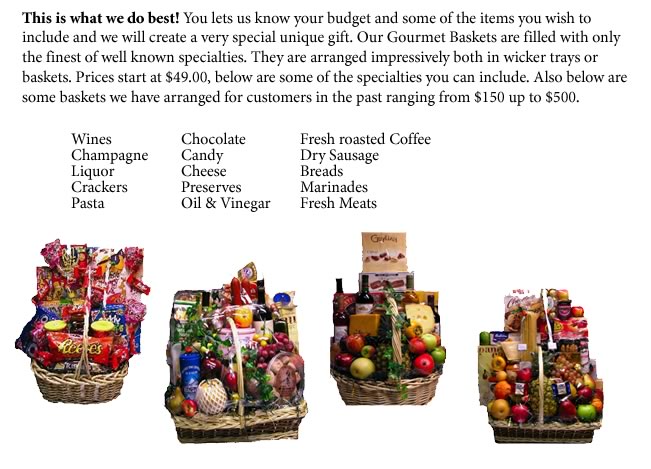 This is what we do best! You lets us know your budget and some of the items you wish to
include and we will create a very special unique gift. Our Gourmet Baskets are filled with only
the finest of well known specialties. They are arranged impressively both in wicker trays or
baskets. Prices start at $49.00, below are some of the specialties you can include. Also below are
some baskets we have arranged for customers in the past ranging from $150 up to $500.
Wines Chocolate Fresh roasted Coffee
Champagne Candy Dry Sausage
Liquor Cheese Breads
Crackers Preserves Marinades
Pasta Oil & Vinegar Fresh Meats
Reese's